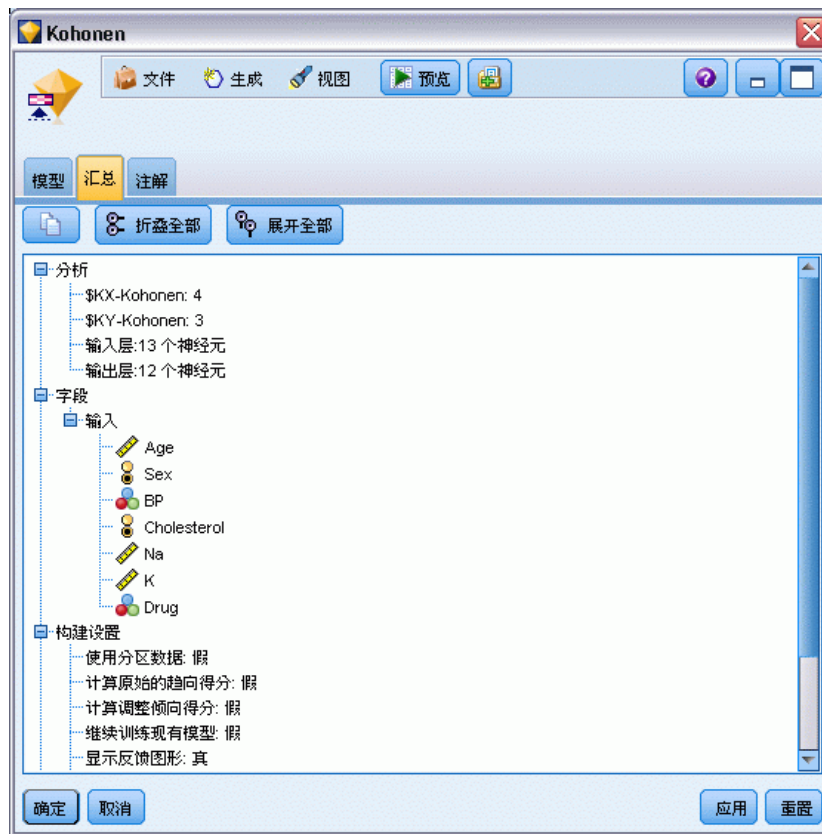 Kohonen
文件 生成 视图 预览
模型 汇总 注解
折叠全部 展开全部
分析
$KX-Kohonen: 4
$KY-Kohonen: 3
输入层:13 个神经元
输出层:12 个神经元
字段
输入
Age
Sex
BP
Cholesterol
Na
K
Drug
构建设置
使用分区数据: 假
计算原始的趋向得分: 假
计算调整倾向得分: 假
继续训练现有模型: 假
显示反馈图形: 真
确定 取消 应用 重置